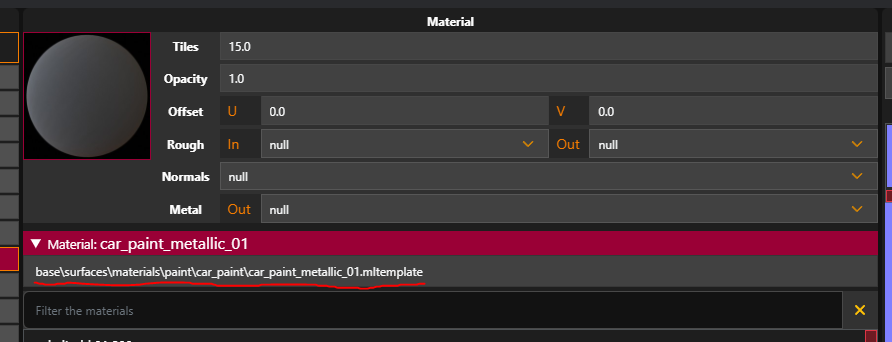 Material
Tiles 15.0
Opacity 1.0
Offset U 0.0 V 0.0
Rough In null Out null
Normals null
Metal Out null
Material: car_paint_metallic_01
base\surfaces\materials\paint\car_paint\car_paint_metallic_01.mltemplate
Filter the materials